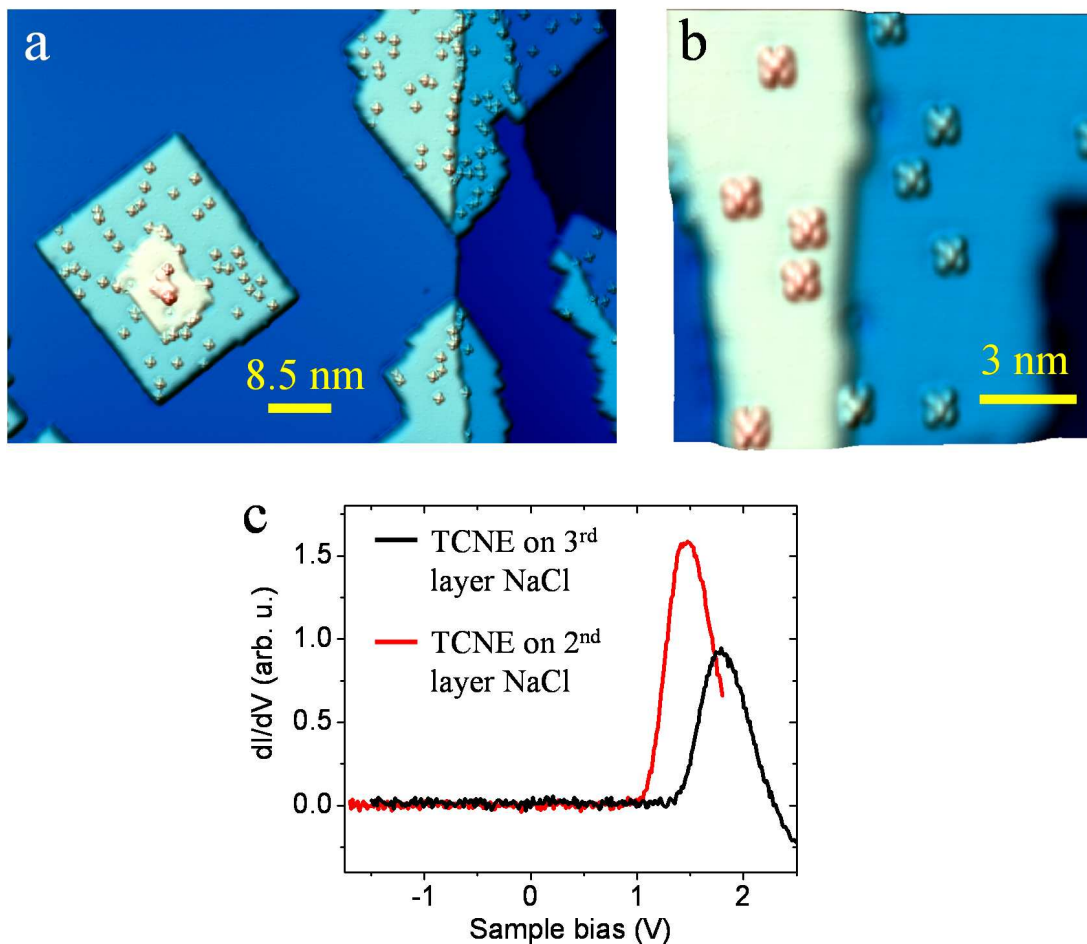 a
8.5 nm
b
3 nm
c
TCNE on 3rd
layer NaCl
TCNE on 2nd
layer NaCl
dI/dV (arb. u.)
1.5
1.0
0.5
0.0
-1
0
1
2
Sample bias (V)